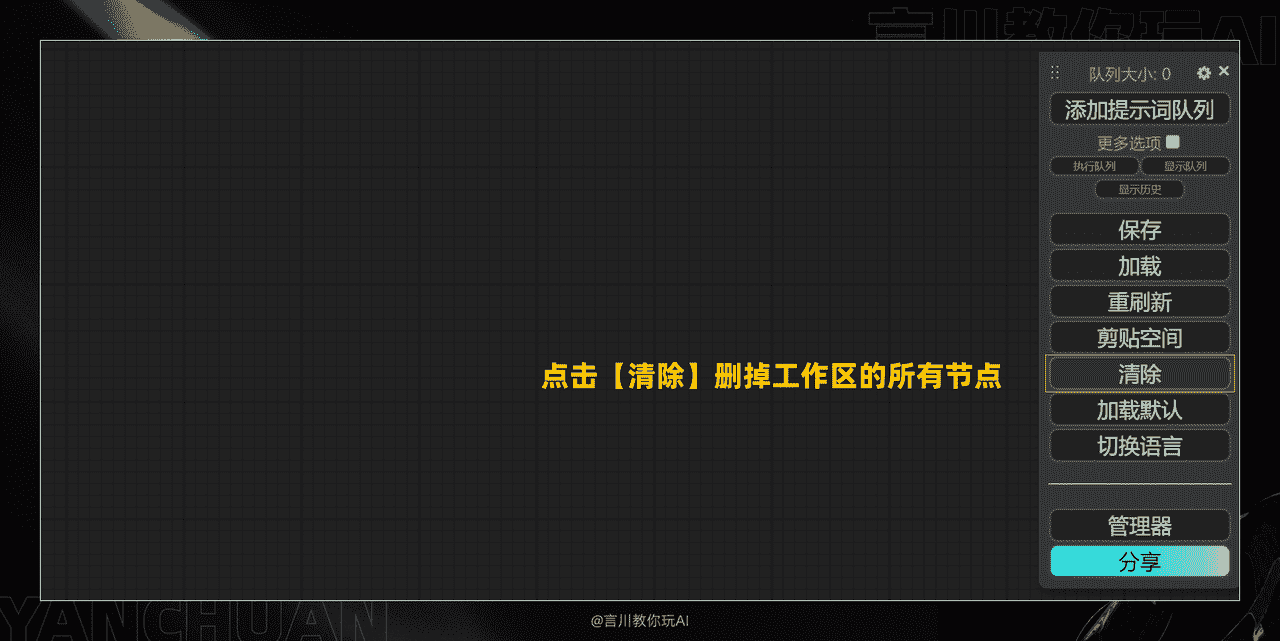 言川教你玩AI
队列大小: 0
添加提示词队列
更多选项
执行队列 显示队列
显示历史
保存
加载
重刷新
剪贴空间
点击【清除】删掉工作区的所有节点
清除
加载默认
切换语言
管理器
分享
YANCHUAN
@言川教你玩AI